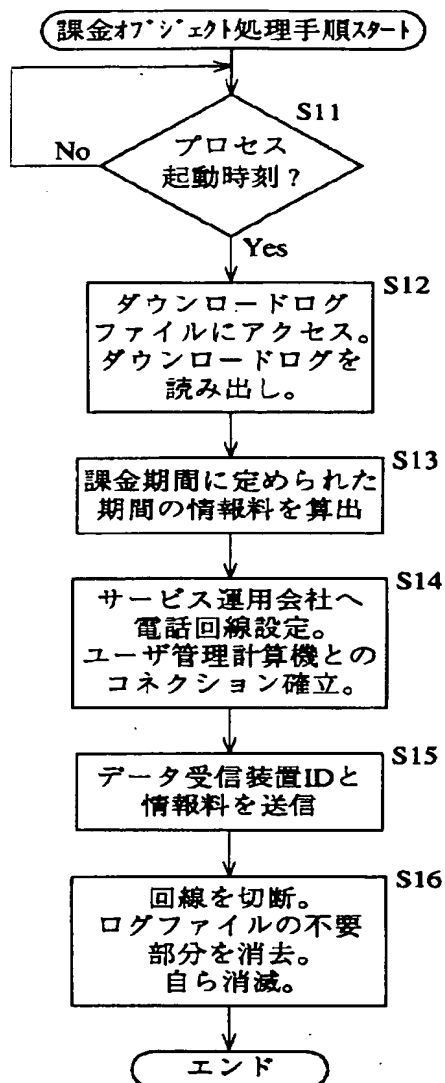 課金オブジェクト処理手順スタート
S11
No
プロセス
起動時刻?
Yes
S12
ダウンロードログ
ファイルにアクセス。
ダウンロードログを
読み出し。
S13
課金期間に定められた
期間の情報料を算出
S14
サービス運用会社へ
電話回線設定。
ユーザ管理計算機との
コネクション確立。
S15
データ受信装置IDと
情報料を送信
S16
回線を切断。
ログファイルの不要
部分を消去。
自ら消滅。
エンド